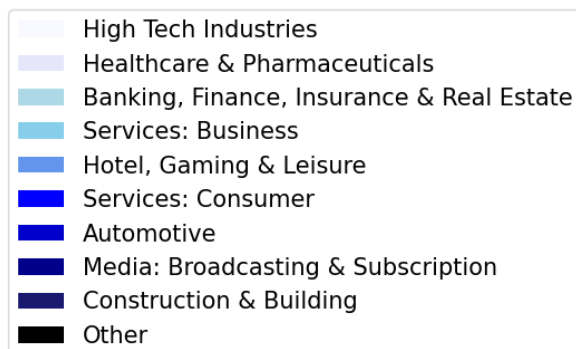 High Tech Industries
Healthcare & Pharmaceuticals
Banking, Finance, Insurance & Real Estate
Services: Business
Hotel, Gaming & Leisure
Services: Consumer
Automotive
Media: Broadcasting & Subscription
Construction & Building
Other